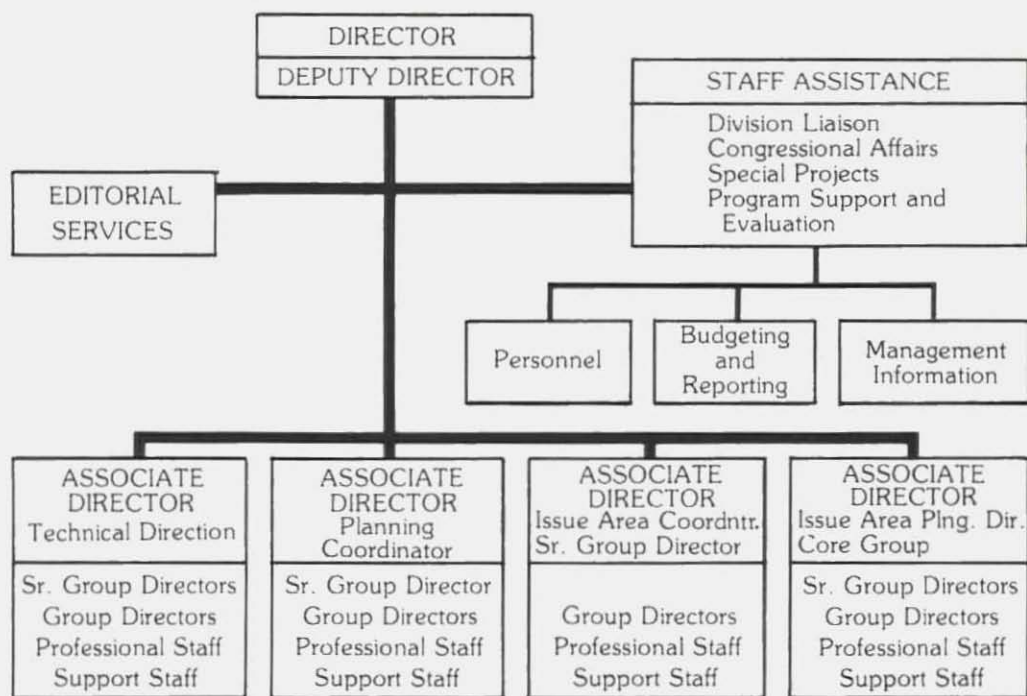 DIRECTOR
DEPUTY DIRECTOR
STAFF ASSISTANCE
Division Liaison
Congressional Affairs
Special Projects
Program Support and
Evaluation
EDITORIAL
SERVICES
Personnel
Budgeting
and
Reporting
Management
Information
ASSOCIATE
DIRECTOR
Technical Direction
Sr. Group Directors
Group Directors
Professional Staff
Support Staff
ASSOCIATE
DIRECTOR
Planning
Coordinator
Sr. Group Director
Group Directors
Professional Staff
Support Staff
ASSOCIATE
DIRECTOR
Issue Area Coordntr.
Sr. Group Director
Group Directors
Professional Staff
Support Staff
ASSOCIATE
DIRECTOR
Issue Area Plng. Dir.
Core Group
Sr. Group Directors
Group Directors
Professional Staff
Support Staff